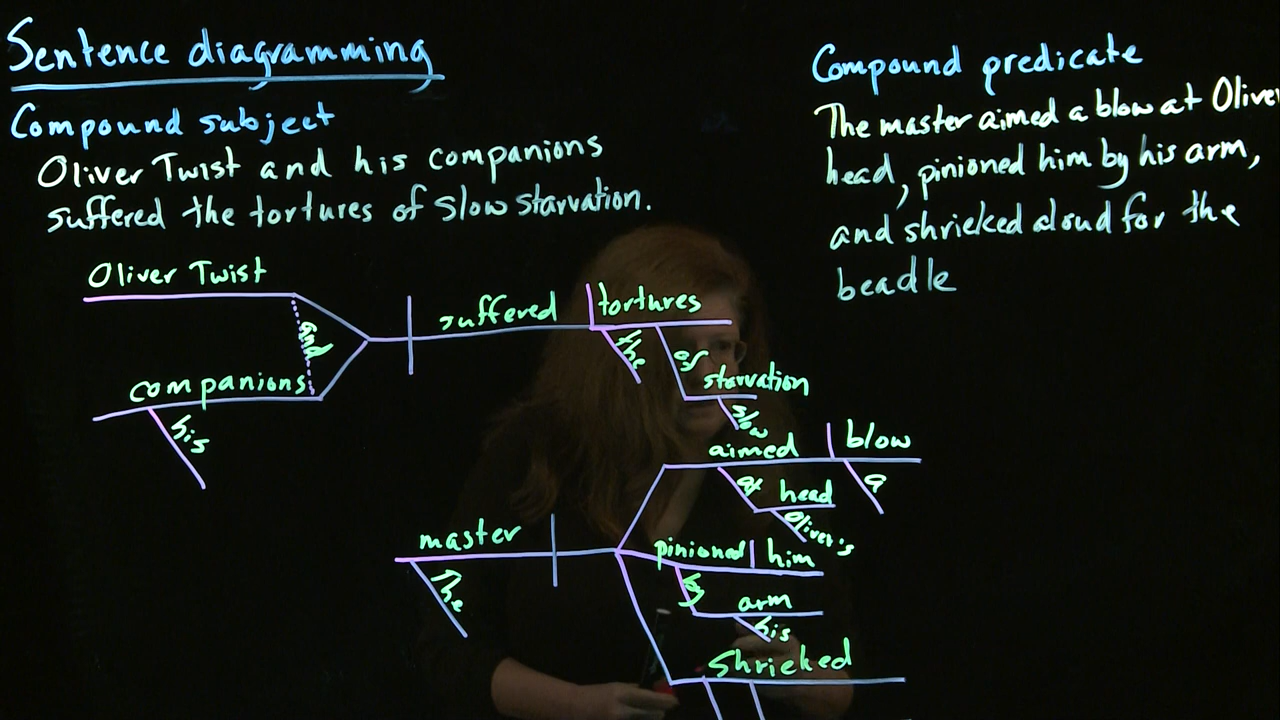 Sentence diagramming
Compound subject
Oliver Twist and his companions
suffered the tortures of slow starvation.
Oliver Twist
and
companions
his
suffered
tortures
the
of
starvation
slow
Compound predicate
The master aimed a blow at Olive
head, pinioned him by his arm,
and shrieked aloud for the
beadle
master
The
aimed
blow
a
at
head
Oliver's
pinioned
him
by
arm
his
Shrieked